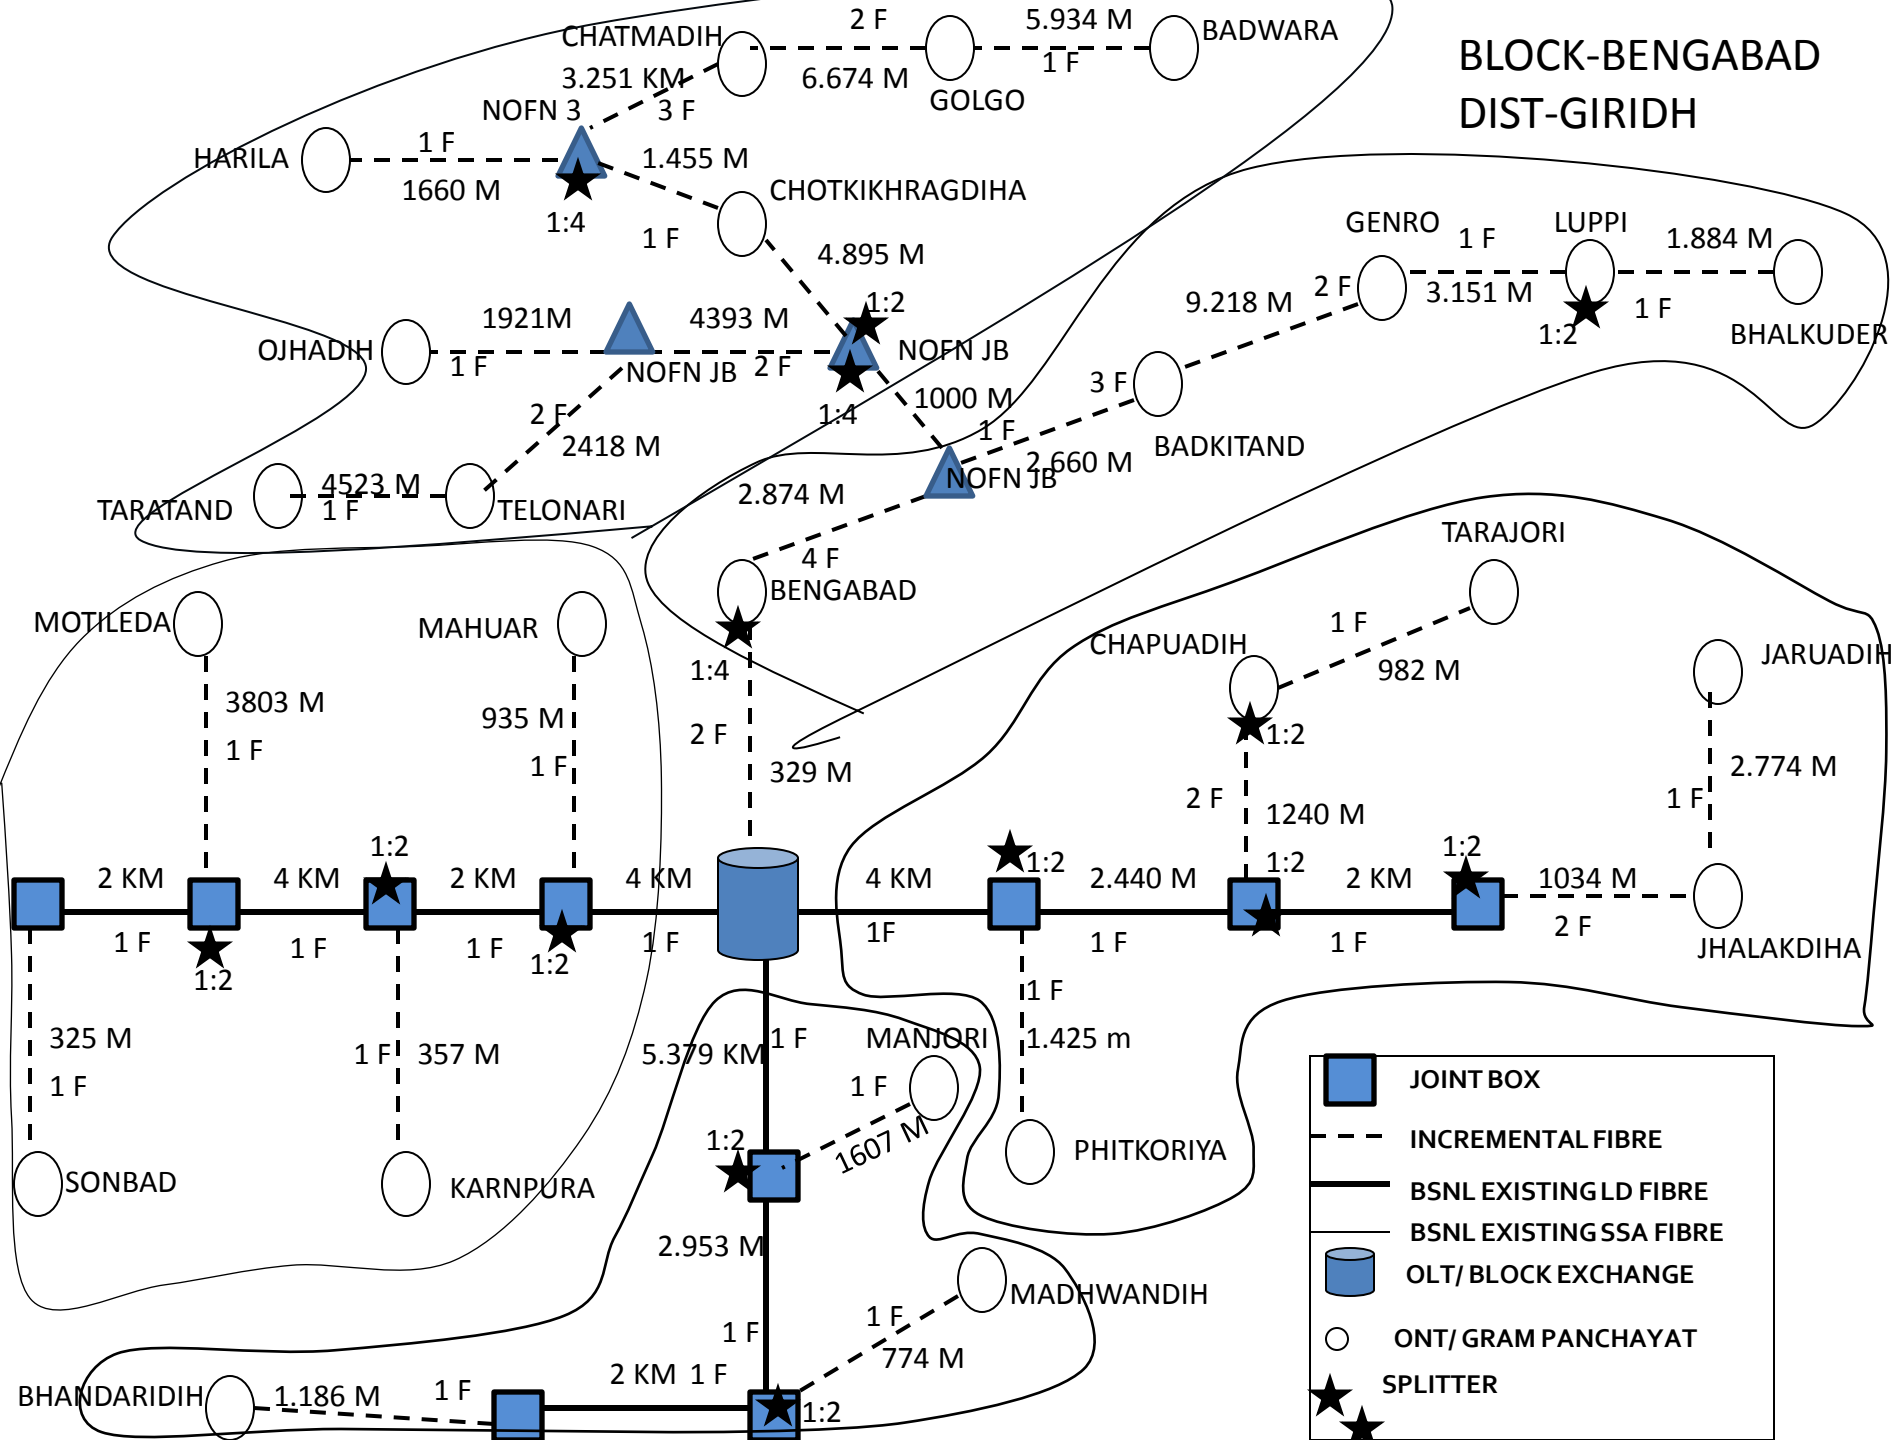 2 F
5.934 M
CHATMADIH
BADWARA
1 F
BLOCK-BENGABAD
DIST-GIRIDH
3.251 KM
6.674 M
GOLGO
NOFN 3
3 F
1 F
HARILA
1.455 M
1660 M
CHOTKIKHRAGDIHA
1:4
1 F
4.895 M
GENRO
1 F
LUPPI
1.884 M
1:2
9.218 M
2 F
3.151 M
1 F
1:2
BHALKUDER
1921M
4393 M
OJHADIH
1 F
NOFN JB
2 F
NOFN JB
1:4
1000 M
3 F
2 F
1 F
2418 M
BADKITAND
2.660 M
NOFN JB
4523 M
2.874 M
TARATAND
1 F
TELONARI
4 F
BENGABAD
TARAJORI
MOTILEDA
MAHUAR
1 F
CHAPUADIH
JARUADIH
1:4
982 M
3803 M
935 M
2 F
1:2
1 F
1 F
329 M
2.774 M
2 F
1 F
1240 M
1:2
1:2
1:2
1:2
2 KM
4 KM
2 KM
4 KM
4 KM
2.440 M
2 KM
1034 M
1 F
1 F
1 F
1 F
1F
1 F
1 F
2 F
1:2
1:2
JHALAKDIHA
1 F
325 M
1 F
357 M
5.379 KM
1 F
MANJORI
1.425 m
1 F
1 F
JOINT BOX
1:2
1607 M
INCREMENTAL FIBRE
PHITKORIYA
SONBAD
KARNPURA
BSNL EXISTING LD FIBRE
BSNL EXISTING SSA FIBRE
2.953 M
OLT/ BLOCK EXCHANGE
MADHWANDIH
1 F
1 F
ONT/ GRAM PANCHAYAT
774 M
2 KM 1 F
SPLITTER
BHANDARIDIH
1.186 M
1 F
1:2